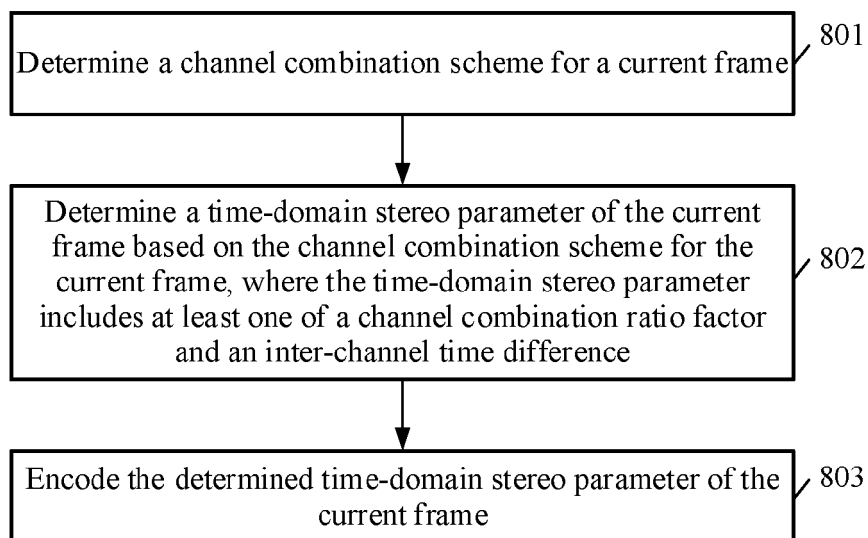 801
Determine a channel combination scheme for a current frame
Determine a time-domain stereo parameter of the current
frame based on the channel combination scheme for the
current frame, where the time-domain stereo parameter
includes at least one of a channel combination ratio factor
and an inter-channel time difference
802
Encode the determined time-domain stereo parameter of the
current frame
803